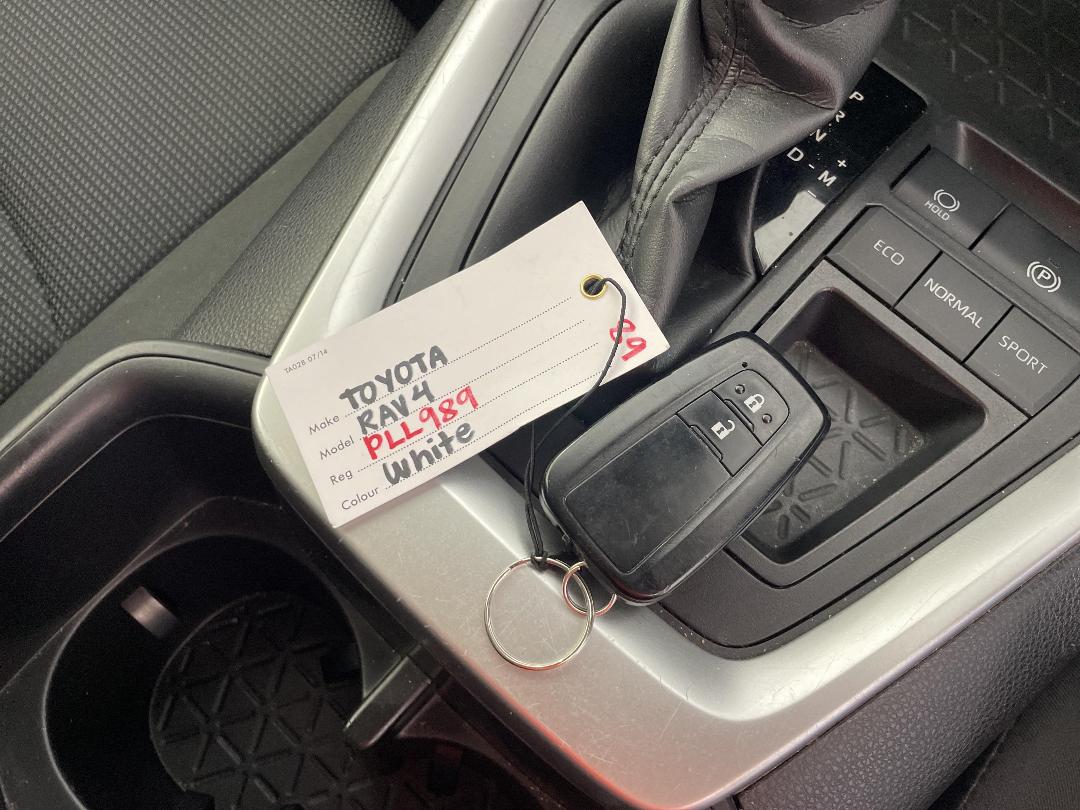 TA028 07/14
Make TOYOTA
Model RAV4
Reg PLL989
Colour White
89
P
R
N +
D - M
HOLD
P
ECO
NORMAL
SPORT